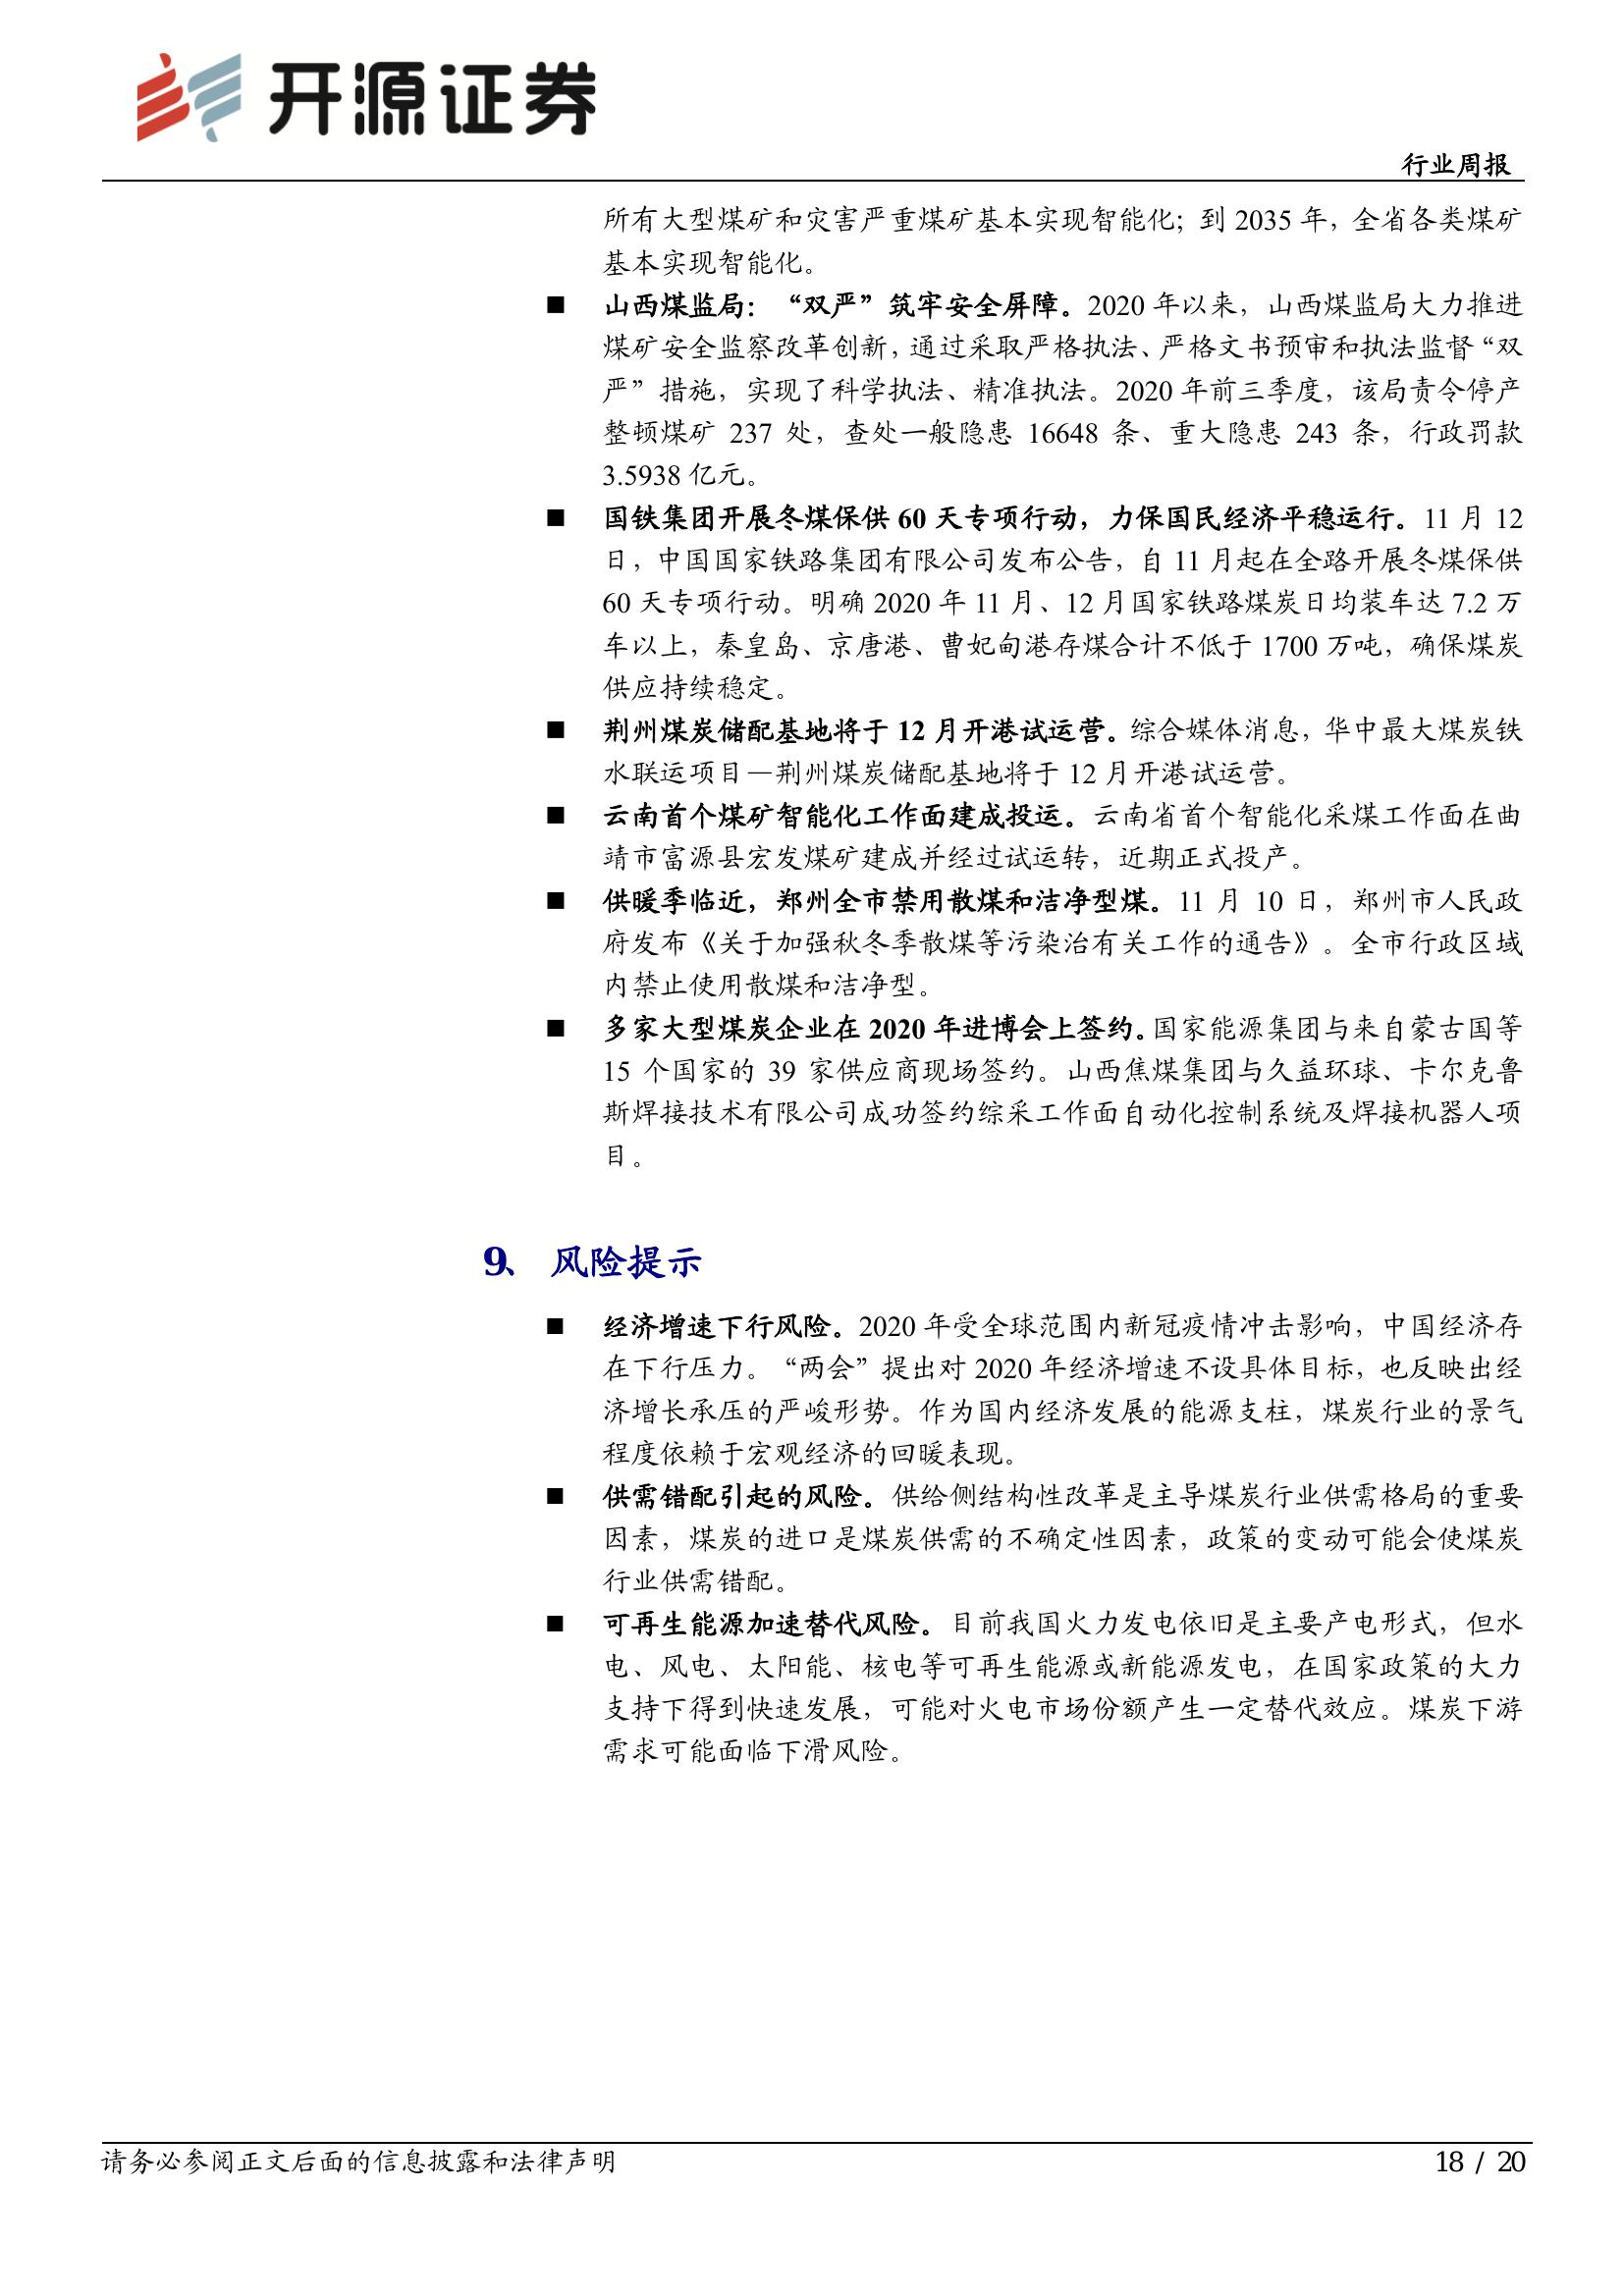 开源证券
行业周报
所有大型煤矿和灾害严重煤矿基本实现智能化；到 2035 年，全省各类煤矿
基本实现智能化。
■ 山西煤监局：“双严”筑牢安全屏障。2020 年以来，山西煤监局大力推进
煤矿安全监察改革创新，通过采取严格执法、严格文书预审和执法监督“双
严”措施，实现了科学执法、精准执法。2020 年前三季度，该局责令停产
整顿煤矿 237 处，查处一般隐患 16648 条、重大隐患 243 条，行政罚款
3.5938 亿元。
■ 国铁集团开展冬煤保供 60 天专项行动，力保国民经济平稳运行。11 月 12
日，中国国家铁路集团有限公司发布公告，自 11 月起在全路开展冬煤保供
60 天专项行动。明确 2020 年 11 月、12 月国家铁路煤炭日均装车达 7.2 万
车以上，秦皇岛、京唐港、曹妃甸港存煤合计不低于 1700 万吨，确保煤炭
供应持续稳定。
■ 荆州煤炭储配基地将于 12 月开港试运营。综合媒体消息，华中最大煤炭铁
水联运项目—荆州煤炭储配基地将于 12 月开港试运营。
■ 云南首个煤矿智能化工作面建成投运。云南省首个智能化采煤工作面在曲
靖市富源县宏发煤矿建成并经过试运转，近期正式投产。
■ 供暖季临近，郑州全市禁用散煤和洁净型煤。11 月 10 日，郑州市人民政
府发布《关于加强秋冬季散煤等污染治有关工作的通告》。全市行政区域
内禁止使用散煤和洁净型。
■ 多家大型煤炭企业在 2020 年进博会上签约。国家能源集团与来自蒙古国等
15 个国家的 39 家供应商现场签约。山西焦煤集团与久益环球、卡尔克鲁
斯焊接技术有限公司成功签约综采工作面自动化控制系统及焊接机器人项
目。
9、 风险提示
■ 经济增速下行风险。2020 年受全球范围内新冠疫情冲击影响，中国经济存
在下行压力。“两会”提出对 2020 年经济增速不设具体目标，也反映出经
济增长承压的严峻形势。作为国内经济发展的能源支柱，煤炭行业的景气
程度依赖于宏观经济的回暖表现。
■ 供需错配引起的风险。供给侧结构性改革是主导煤炭行业供需格局的重要
因素，煤炭的进口是煤炭供需的不确定性因素，政策的变动可能会使煤炭
行业供需错配。
■ 可再生能源加速替代风险。目前我国火力发电依旧是主要产电形式，但水
电、风电、太阳能、核电等可再生能源或新能源发电，在国家政策的大力
支持下得到快速发展，可能对火电市场份额产生一定替代效应。煤炭下游
需求可能面临下滑风险。
请务必参阅正文后面的信息披露和法律声明
18 / 20